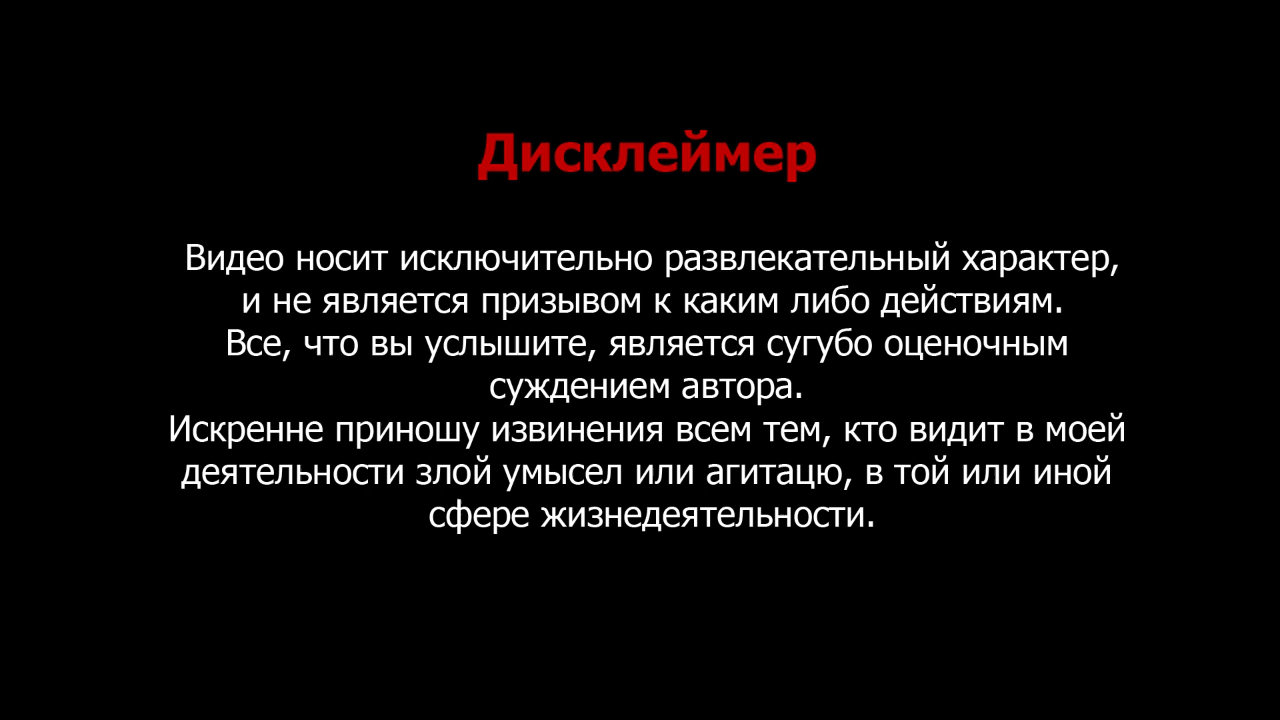 Дисклеймер
Видео носит исключительно развлекательный характер,
и не является призывом к каким либо действиям.
Все, что вы услышите, является сугубо оценочным
суждением автора.
Искренне приношу извинения всем тем, кто видит в моей
деятельности злой умысел или агитацю, в той или иной
сфере жизнедеятельности.